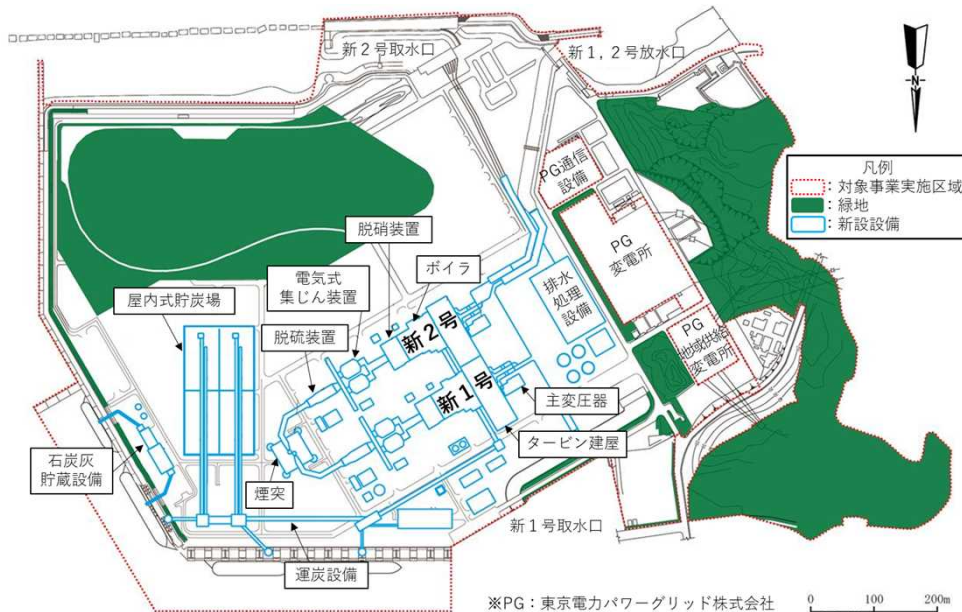 新2号取水口
新1，2号放水口
N
凡例
：対象事業実施区域
：緑地
：新設設備
PG通信
設備
PG
変電所
脱硝装置
ボイラ
電気式
集じん装置
屋内式貯炭場
脱硫装置
新2号
排水
処理
設備
PG
地域供給
変電所
新1号
主変圧器
タービン建屋
石炭灰
貯蔵設備
煙突
新1号取水口
運炭設備
※PG：東京電力パワーグリッド株式会社
0 100 200m